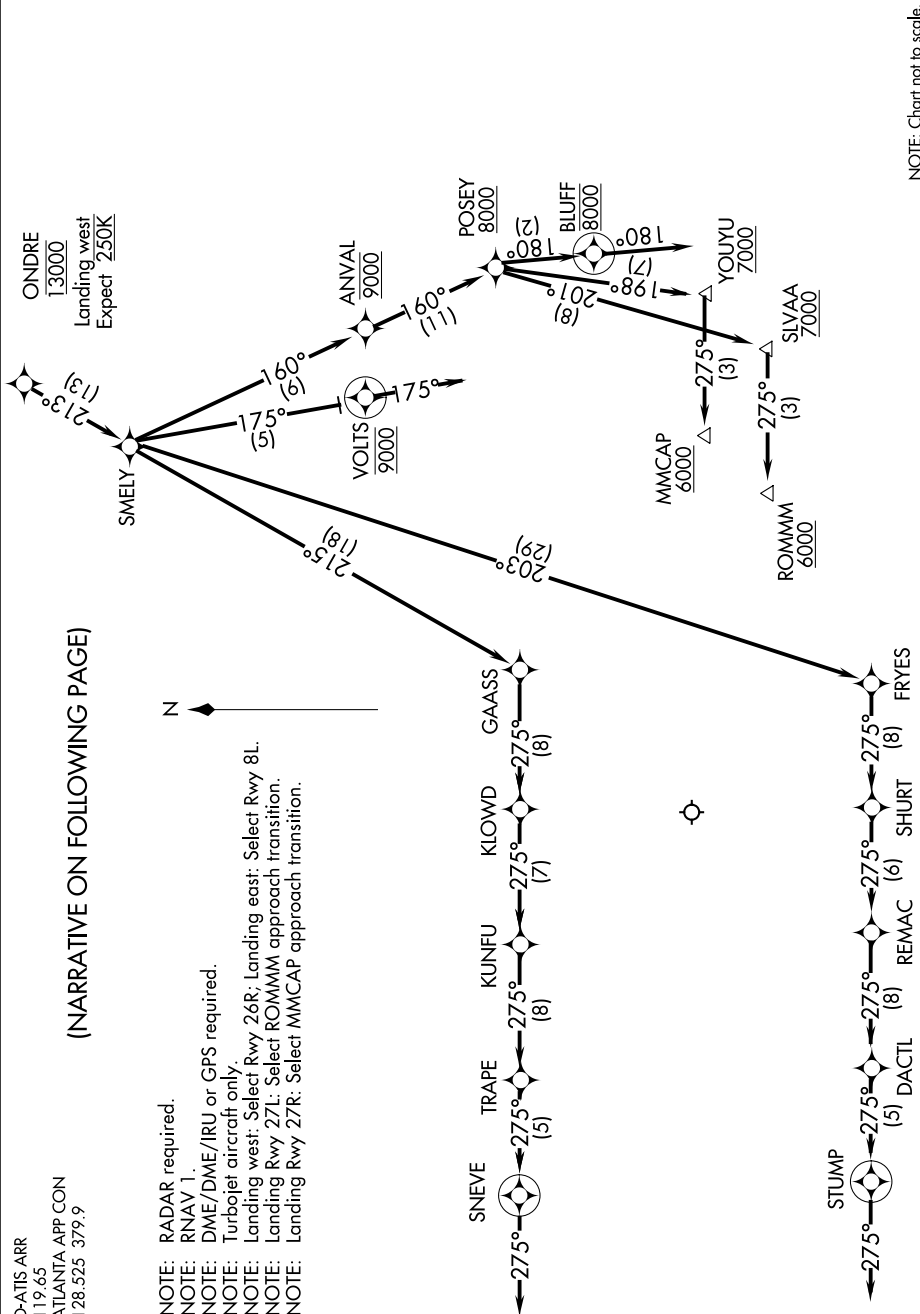 D-ATIS ARR
119.65
ATLANTA APP CON
128.525 379.9
(NARRATIVE ON FOLLOWING PAGE)
NOTE: RADAR required.
NOTE: RNAV 1.
NOTE: DME/DME/IRU or GPS required.
NOTE: Turbojet aircraft only.
NOTE: Landing west: Select Rwy 26R; Landing east: Select Rwy 8L.
NOTE: Landing Rwy 27L: Select ROMMM approach transition.
NOTE: Landing Rwy 27R: Select MMCAP approach transition.
N
ONDRE
13000
Landing west
Expect 250K
213°
(13)
SMELY
160°
(9)
ANVAL
9000
160°
(11)
175°
(5)
VOLTS
9000
175°
POSEY
8000
180°
(2)
BLUFF
8000
180°
198°
(7)
YOUYU
7000
201°
(8)
SLVAA
7000
275°
(3)
MMCAP
6000
275°
(3)
ROMMM
6000
215°
(18)
203°
(29)
GAASS
275°
(8)
KLOWD
275°
(7)
KUNFU
275°
(8)
TRAPE
275°
(5)
SNEVE
275°
FRYES
275°
(8)
SHURT
275°
(6)
REMAC
275°
(8)
DACTL
275°
(5)
STUMP
275°
NOTE: Chart not to scale.